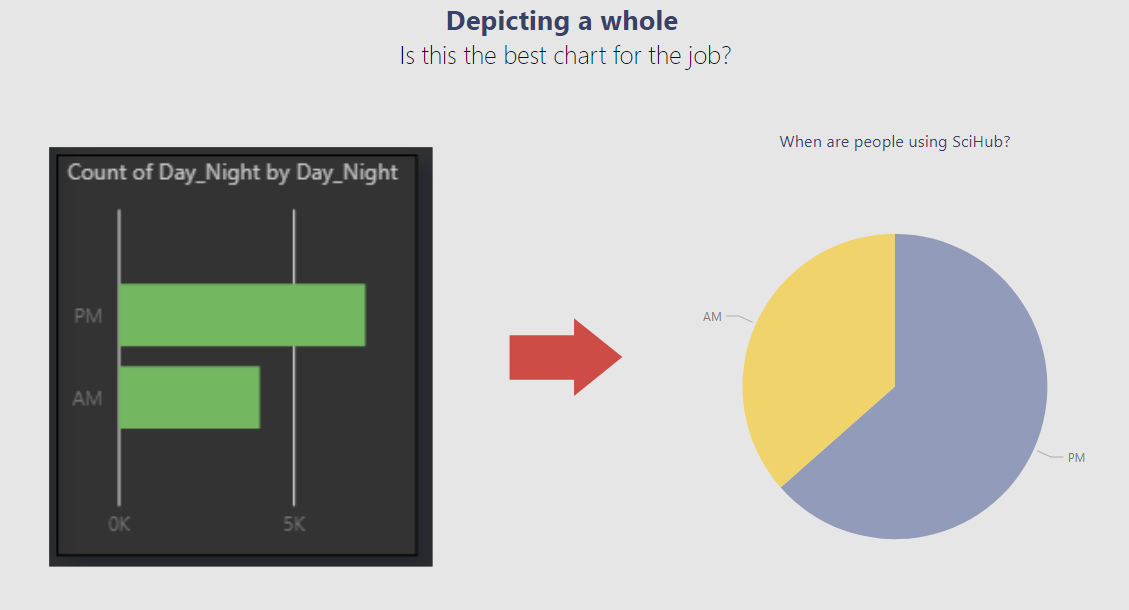 Depicting a whole
Is this the best chart for the job?
Count of Day_Night by Day_Night
PM
AM
0K
5K
When are people using SciHub?
AM
PM